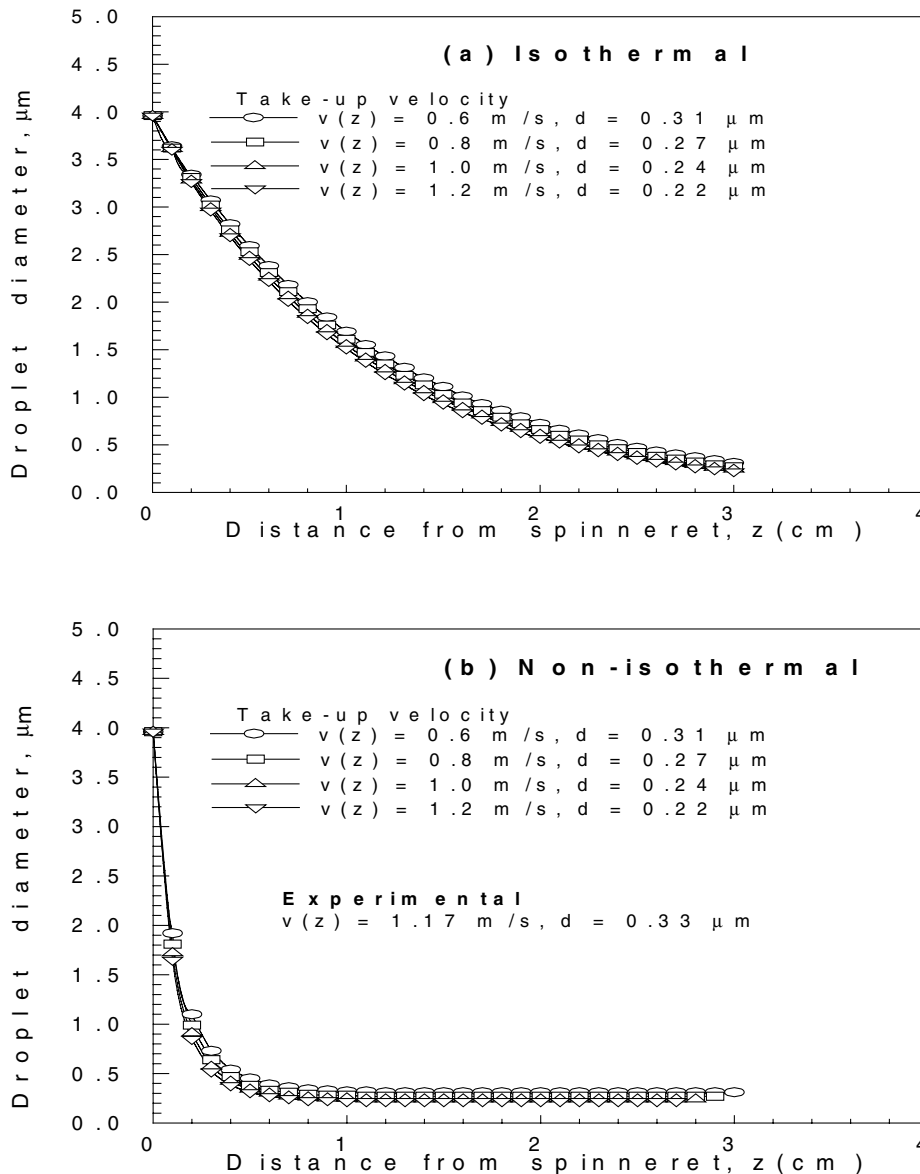 5.0
(a) Isothermal
4.5
Take-up velocity
v(z) = 0.6 m/s, d = 0.31 μm
4.0
v(z) = 0.8 m/s, d = 0.27 μm
v(z) = 1.0 m/s, d = 0.24 μm
3.5
v(z) = 1.2 m/s, d = 0.22 μm
3.0
2.5
2.0
1.5
1.0
0.5
0.0
Droplet diameter, μm
0 1 2 3 4
Distance from spinneret, z(cm)
5.0
(b) Non-isothermal
4.5
Take-up velocity
v(z) = 0.6 m/s, d = 0.31 μm
4.0
v(z) = 0.8 m/s, d = 0.27 μm
v(z) = 1.0 m/s, d = 0.24 μm
3.5
v(z) = 1.2 m/s, d = 0.22 μm
3.0
2.5
Experimental
v(z) = 1.17 m/s, d = 0.33 μm
2.0
1.5
1.0
0.5
0.0
Droplet diameter, μm
0 1 2 3 4
Distance from spinneret, z(cm)